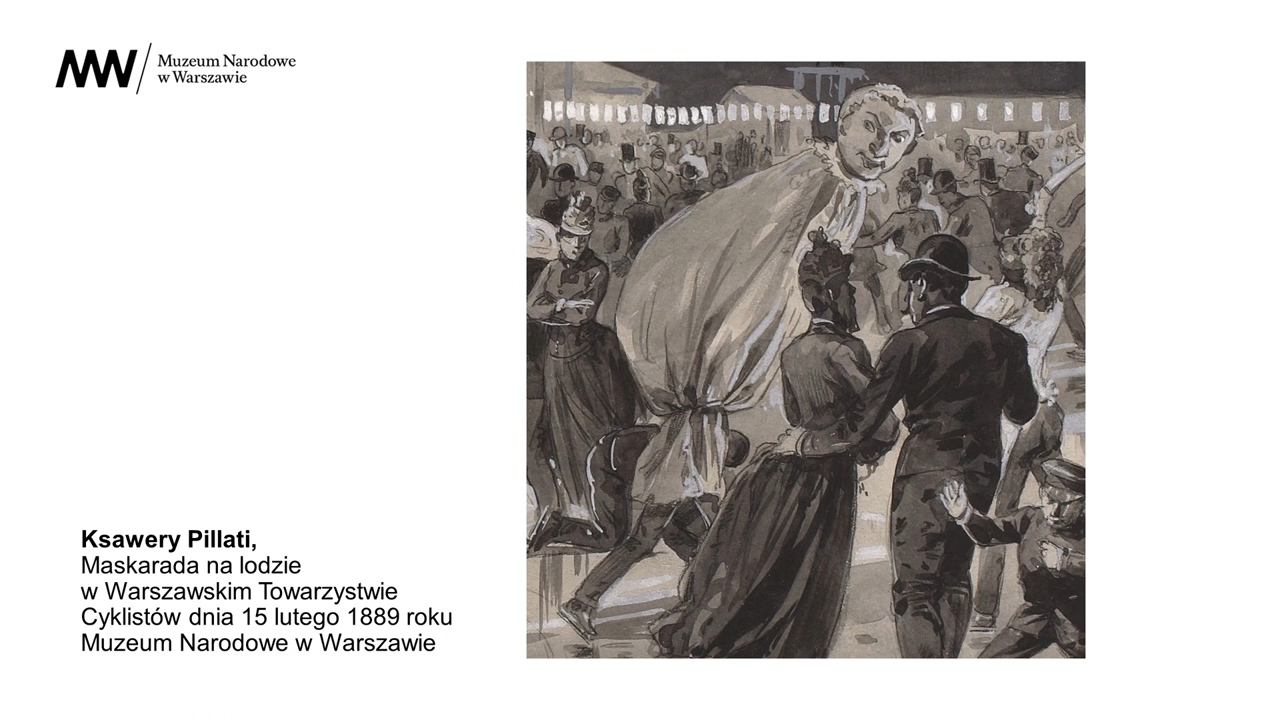 MNW
Muzeum Narodowe
w Warszawie
Ksawery Pillati,
Maskarada na lodzie
w Warszawskim Towarzystwie
Cyklistów dnia 15 lutego 1889 roku
Muzeum Narodowe w Warszawie